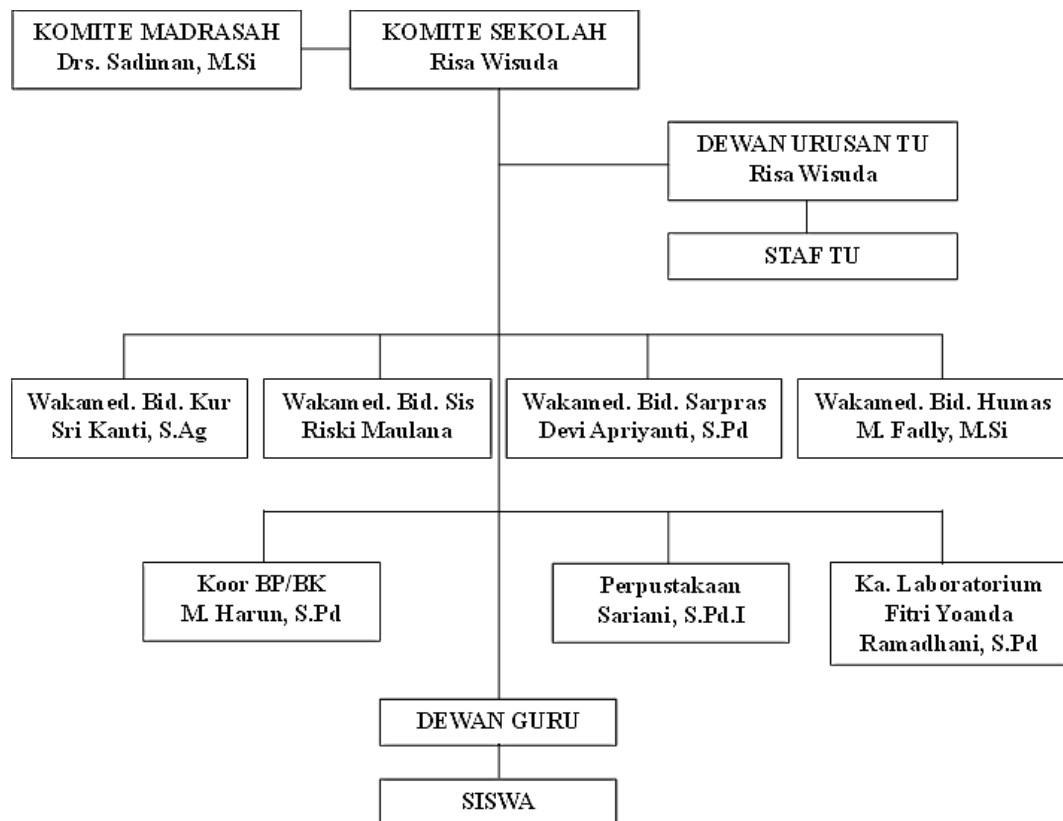 KOMITE MADRASAH
Drs. Sadiman, M.Si
KOMITE SEKOLAH
Risa Wisuda
DEWAN URUSAN TU
Risa Wisuda
STAF TU
Wakamed. Bid. Kur
Sri Kanti, S.Ag
Wakamed. Bid. Sis
Riski Maulana
Wakamed. Bid. Sarpras
Devi Apriyanti, S.Pd
Wakamed. Bid. Humas
M. Fadly, M.Si
Koor BP/BK
M. Harun, S.Pd
Perpustakaan
Sariani, S.Pd.I
Ka. Laboratorium
Fitri Yoanda
Ramadhani, S.Pd
DEWAN GURU
SISWA